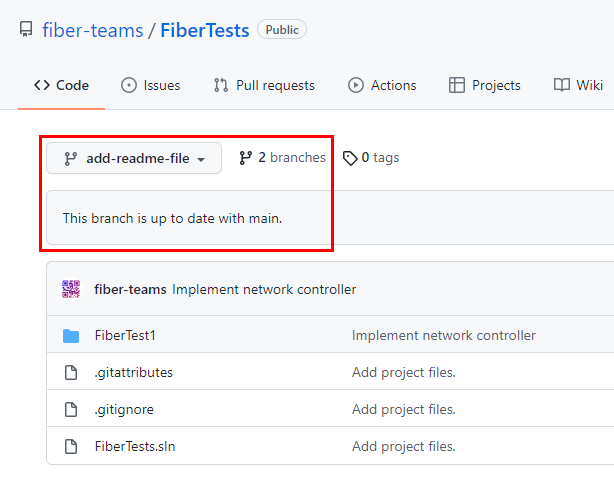 fiber-teams / FiberTests Public
Code Issues Pull requests Actions Projects Wiki
add-readme-file 2 branches 0 tags
This branch is up to date with main.
fiber-teams Implement network controller
FiberTest1 Implement network controller
.gitattributes Add project files.
.gitignore Add project files.
FiberTests.sln Add project files.